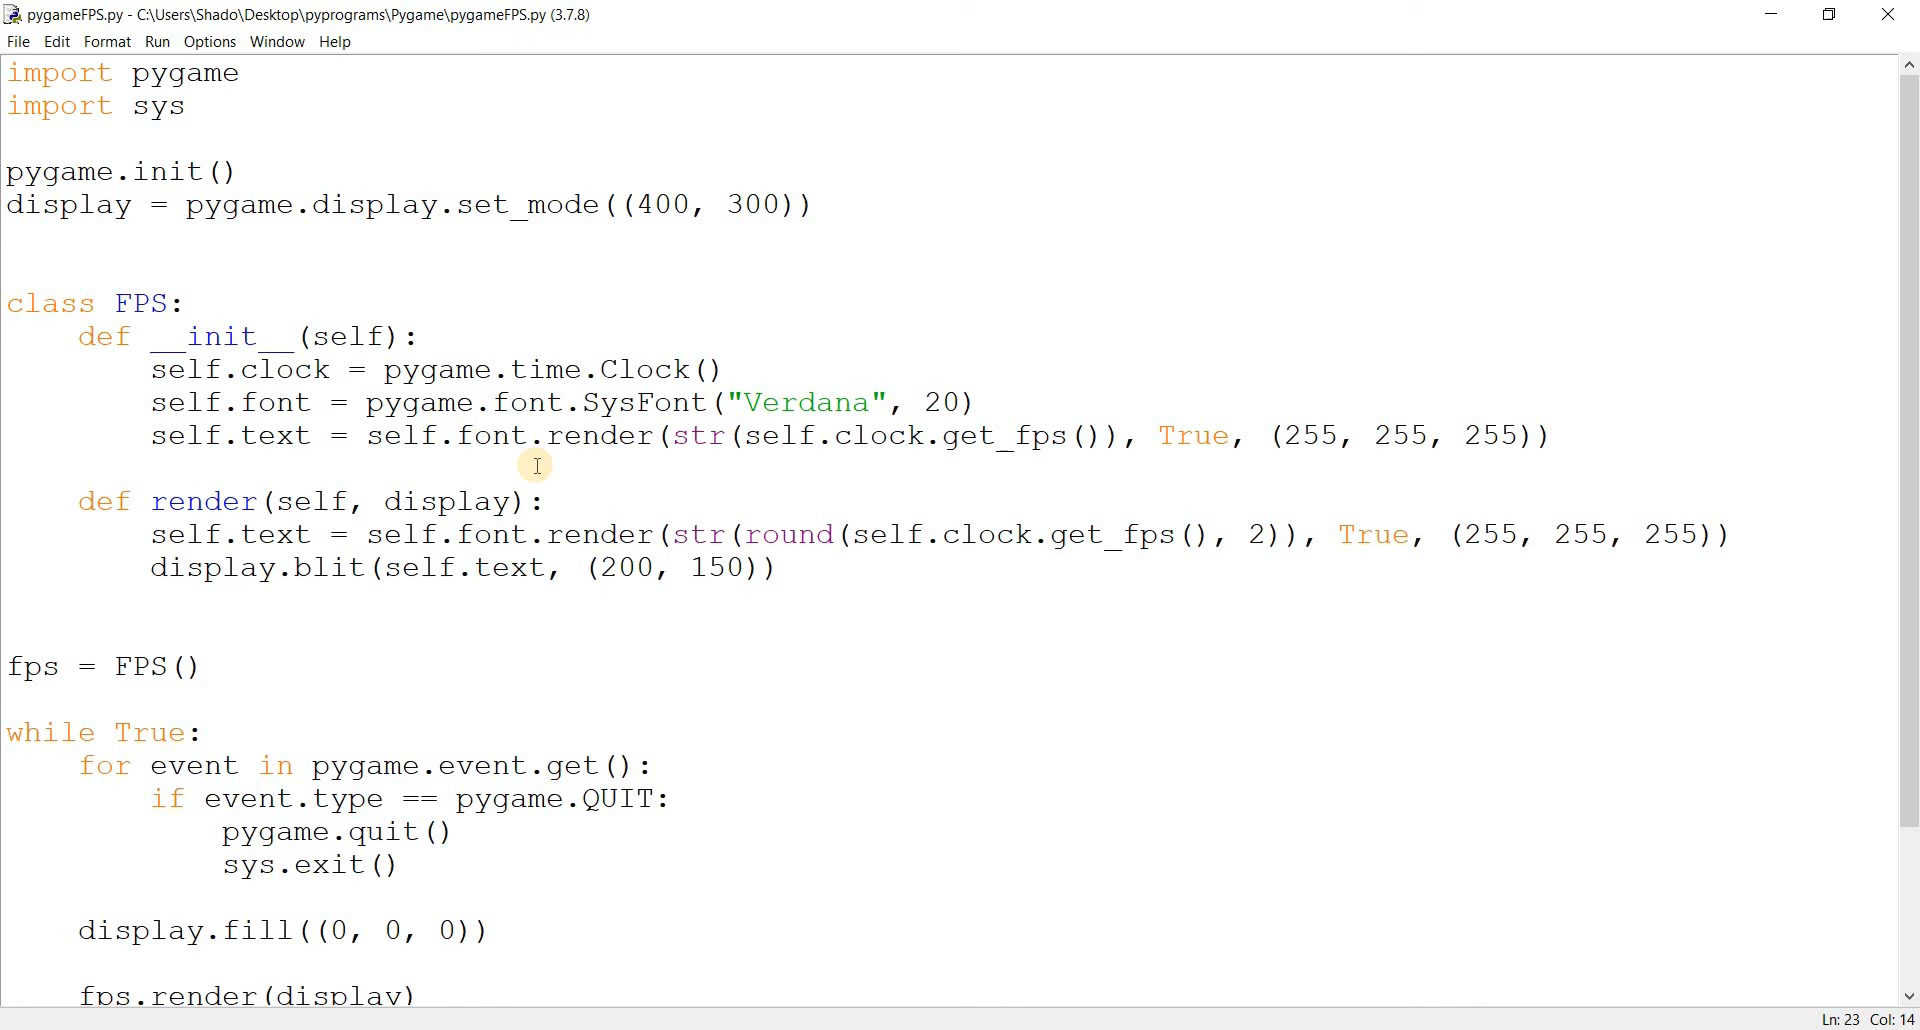 pygameFPS.py - C:\Users\Shado\Desktop\pyprograms\Pygame\pygameFPS.py (3.7.8)
File Edit Format Run Options Window Help
import pygame
import sys

pygame.init()
display = pygame.display.set_mode((400, 300))


class FPS:
    def __init__(self):
        self.clock = pygame.time.Clock()
        self.font = pygame.font.SysFont("Verdana", 20)
        self.text = self.font.render(str(self.clock.get_fps()), True, (255, 255, 255))

    def render(self, display):
        self.text = self.font.render(str(round(self.clock.get_fps(), 2)), True, (255, 255, 255))
        display.blit(self.text, (200, 150))


fps = FPS()

while True:
    for event in pygame.event.get():
        if event.type == pygame.QUIT:
            pygame.quit()
            sys.exit()

    display.fill((0, 0, 0))

    fps.render(display)
Ln: 23 Col: 14